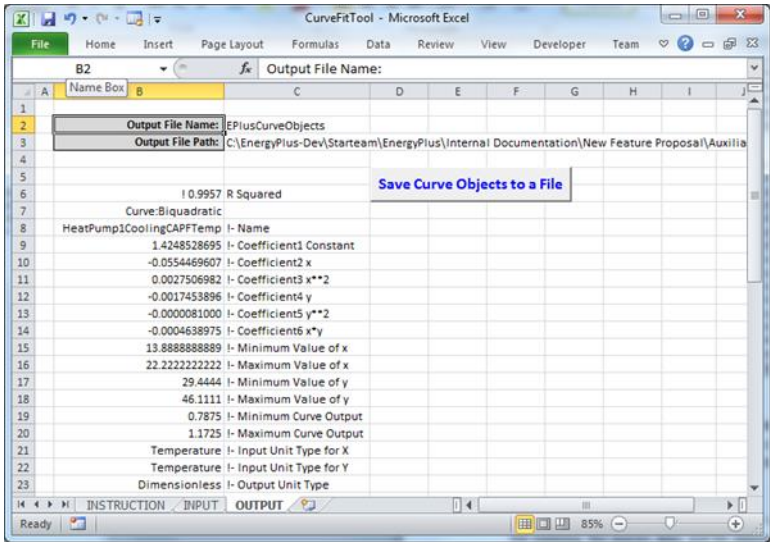 CurveFitTool - Microsoft Excel
File Home Insert Page Layout Formulas Data Review View Developer Team
B2 fx Output File Name:
Name Box
A B C D E F G H I J
1
2 Output File Name: EPlusCurveObjects
3 Output File Path: C:\EnergyPlus-Dev\Starteam\EnergyPlus\Internal Documentation\New Feature Proposal\Auxilia
4
5
Save Curve Objects to a File
6 ! 0.9957 R Squared
7 Curve:Biquadratic
8 HeatPump1CoolingCAPFTemp !- Name
9 1.4248528695 !- Coefficient1 Constant
10 -0.0554469607 !- Coefficient2 x
11 0.0027506982 !- Coefficient3 x**2
12 -0.0017453896 !- Coefficient4 y
13 -0.0000081000 !- Coefficient5 y**2
14 -0.0004638975 !- Coefficient6 x*y
15 13.8888888889 !- Minimum Value of x
16 22.2222222222 !- Maximum Value of x
17 29.4444 !- Minimum Value of y
18 46.1111 !- Maximum Value of y
19 0.7875 !- Minimum Curve Output
20 1.1725 !- Maximum Curve Output
21 Temperature !- Input Unit Type for X
22 Temperature !- Input Unit Type for Y
23 Dimensionless !- Output Unit Type
INSTRUCTION INPUT OUTPUT
Ready 85%